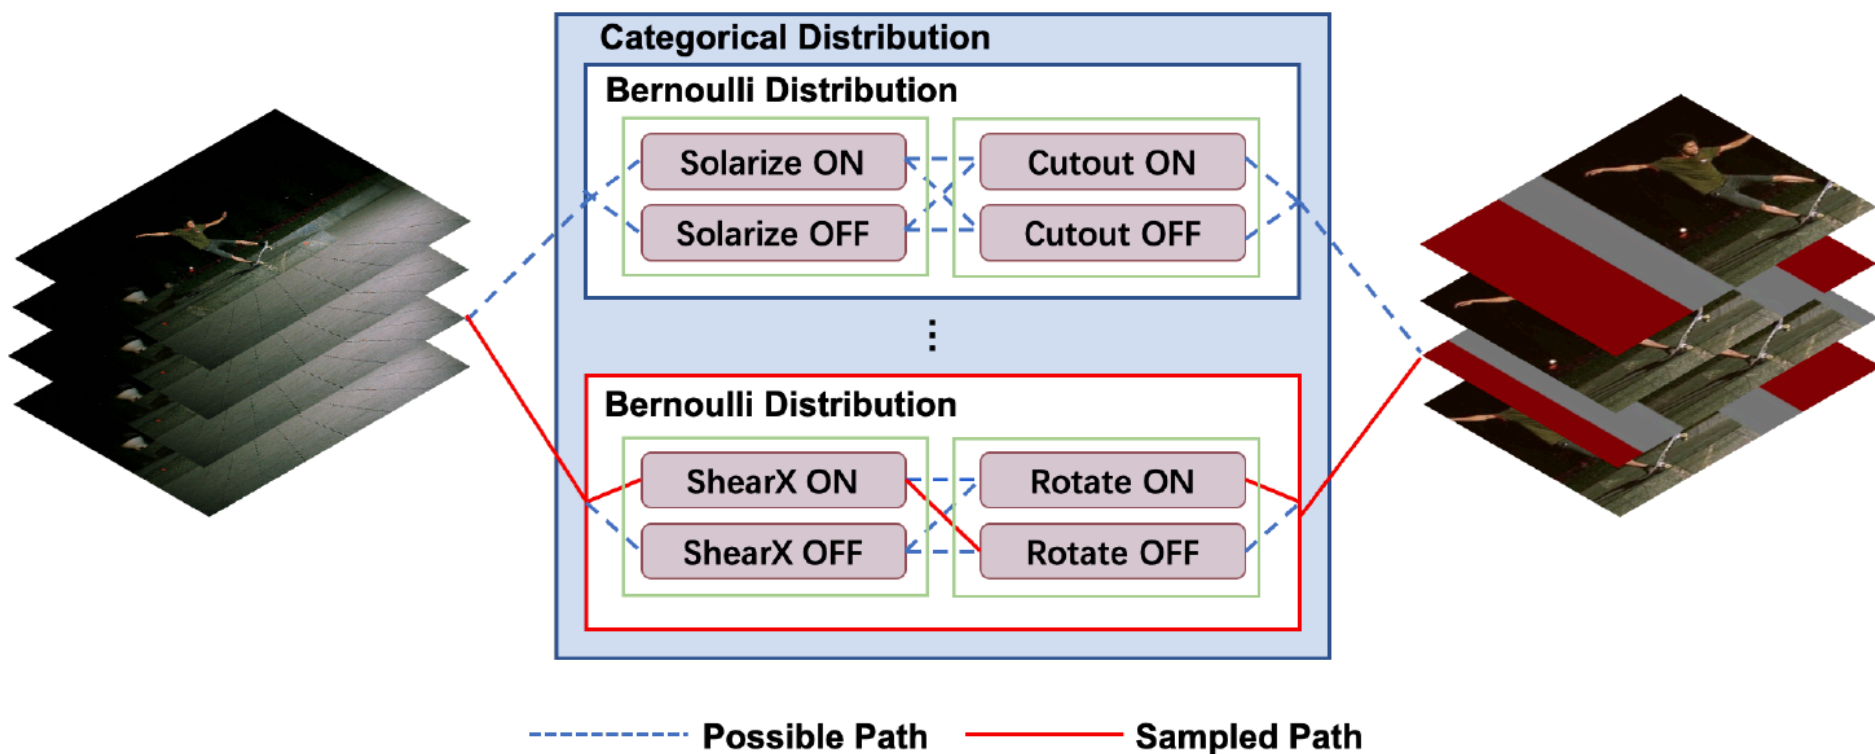 Categorical Distribution
Bernoulli Distribution
Solarize ON
Cutout ON
Solarize OFF
Cutout OFF
⋮
Bernoulli Distribution
ShearX ON
Rotate ON
ShearX OFF
Rotate OFF
Possible Path
Sampled Path